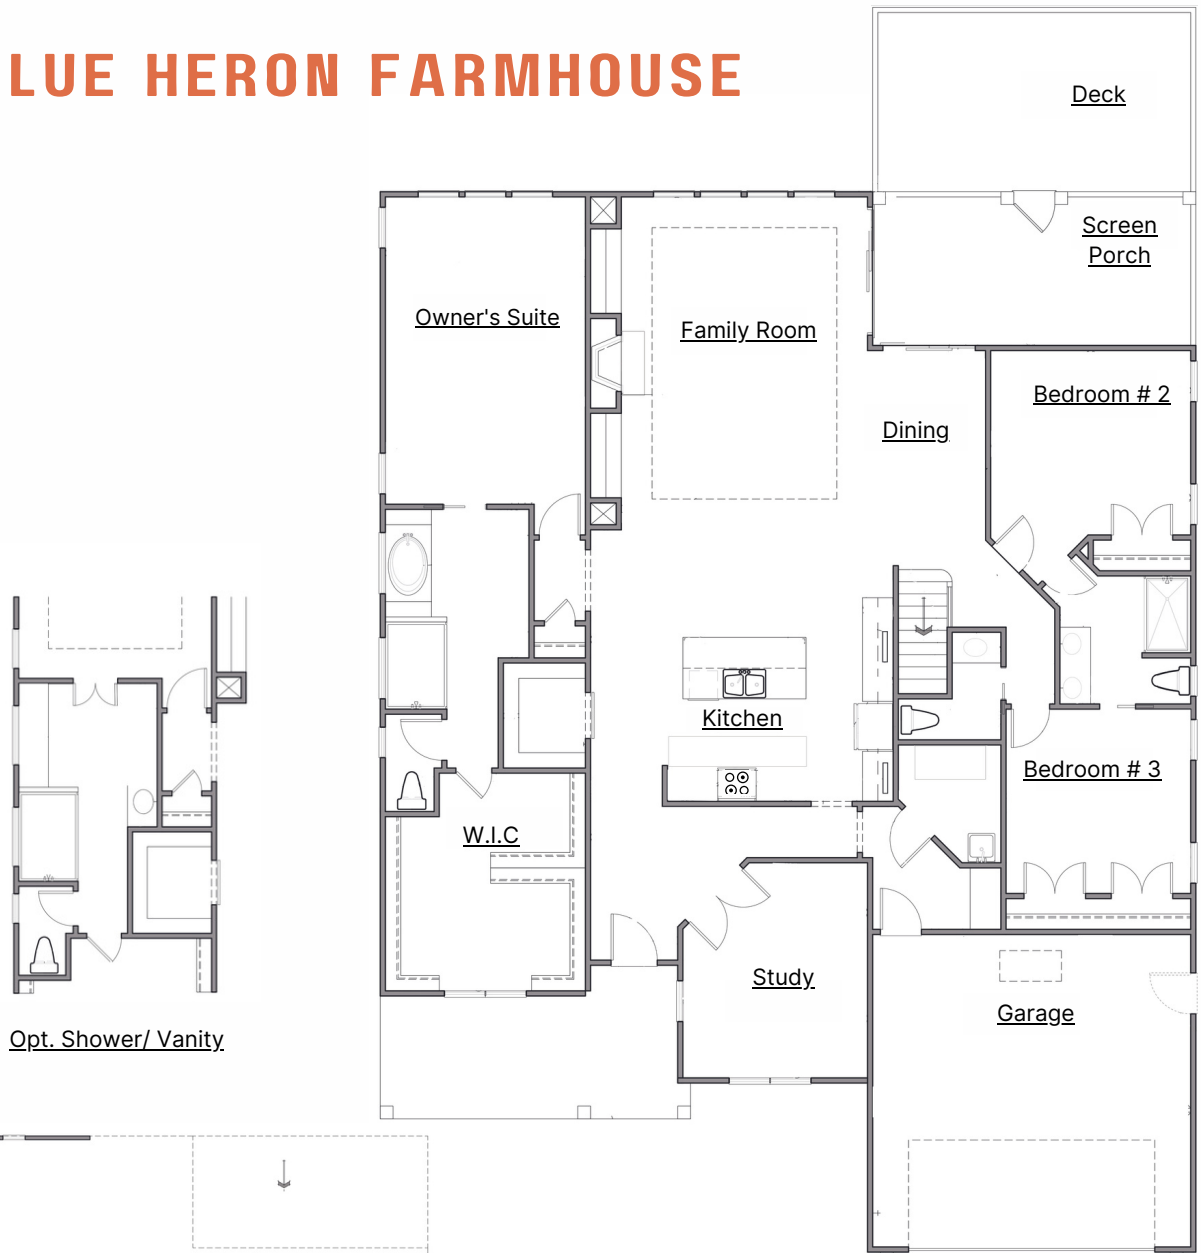 LUE HERON FARMHOUSE
Deck
Screen
Porch
Owner's Suite
Family Room
Bedroom # 2
Dining
Kitchen
Bedroom # 3
W.I.C
Study
Garage
Opt. Shower/ Vanity